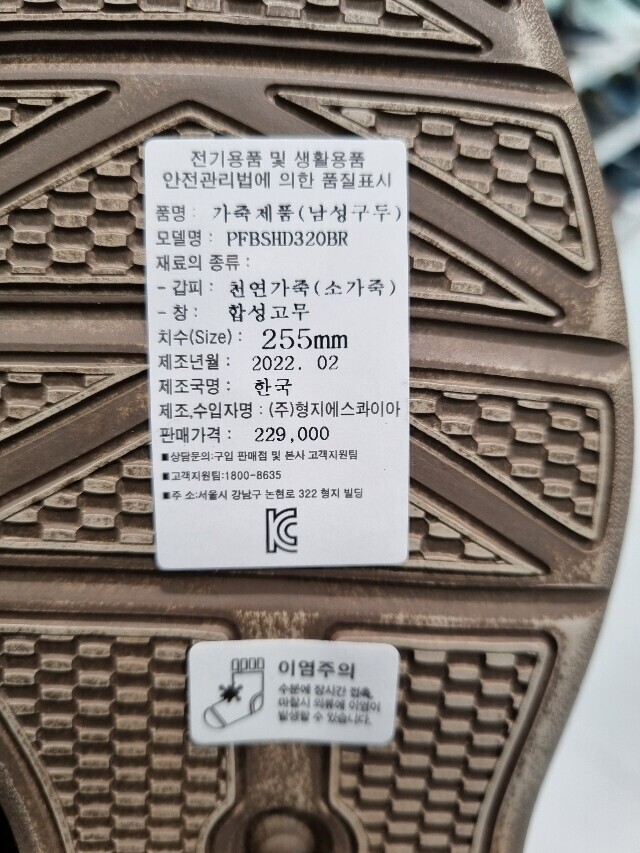 전기용품 및 생활용품
안전관리법에 의한 품질표시
품명 : 가죽제품(남성구두)
모델명 : PFBSHD320BR
재료의 종류 :
- 갑피 : 천연가죽(소가죽)
- 창 : 합성고무
치수(Size) : 255mm
제조년월 : 2022. 02
제조국명 : 한국
제조,수입자명 : (주)형지에스콰이아
판매가격 : 229,000
■상담문의:구입 판매점 및 본사 고객지원팀
■고객지원팀:1800-8635
■주 소:서울시 강남구 논현로 322 형지 빌딩
KC
이염주의
수분에 장시간 접촉,
마찰시 의류에 이염이
발생할 수 있습니다.